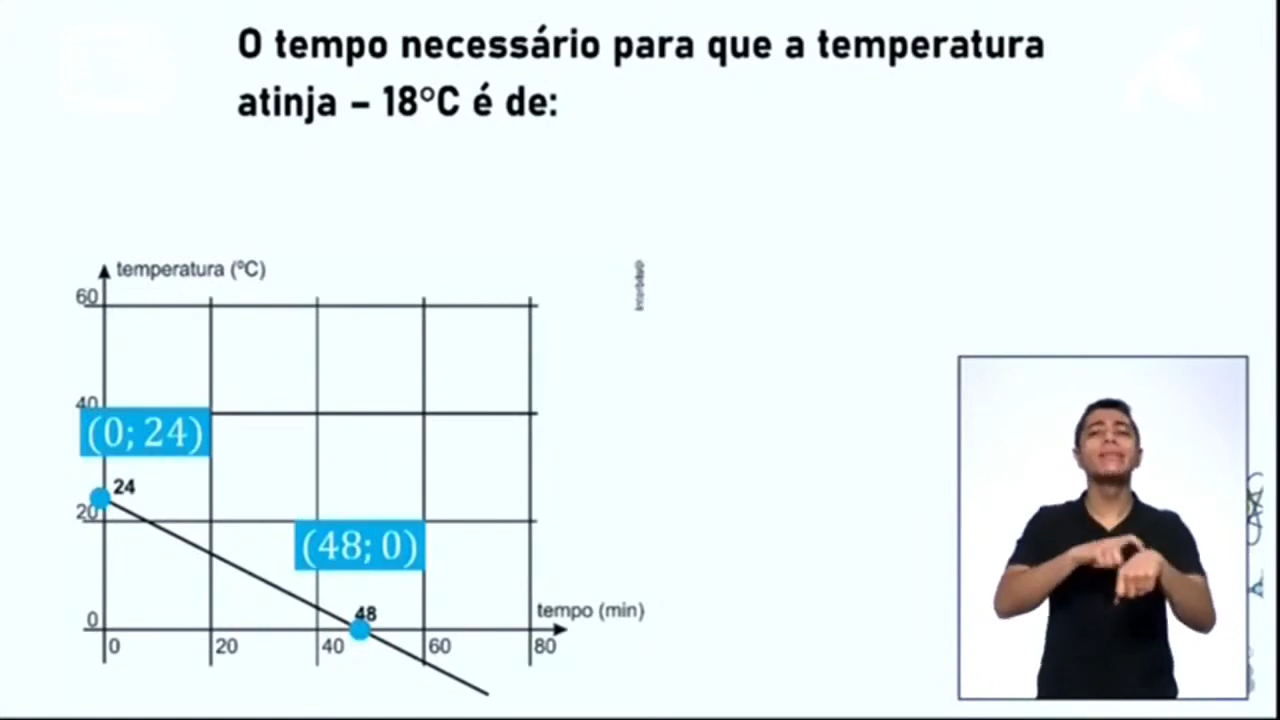 O tempo necessário para que a temperatura
atinja – 18°C é de:
temperatura (ºC)
60
40
(0; 24)
24
20
(48; 0)
48
tempo (min)
0
0 20 40 60 80